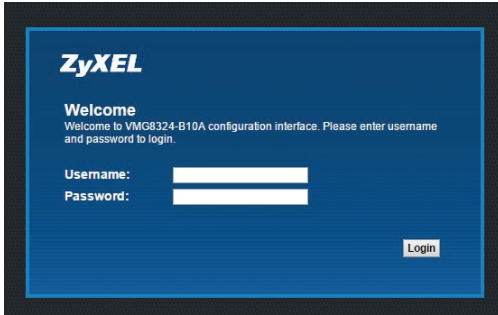 ZyXEL
Welcome
Welcome to VMG8324-B10A configuration interface. Please enter username
and password to login.
Username:
Password:
Login